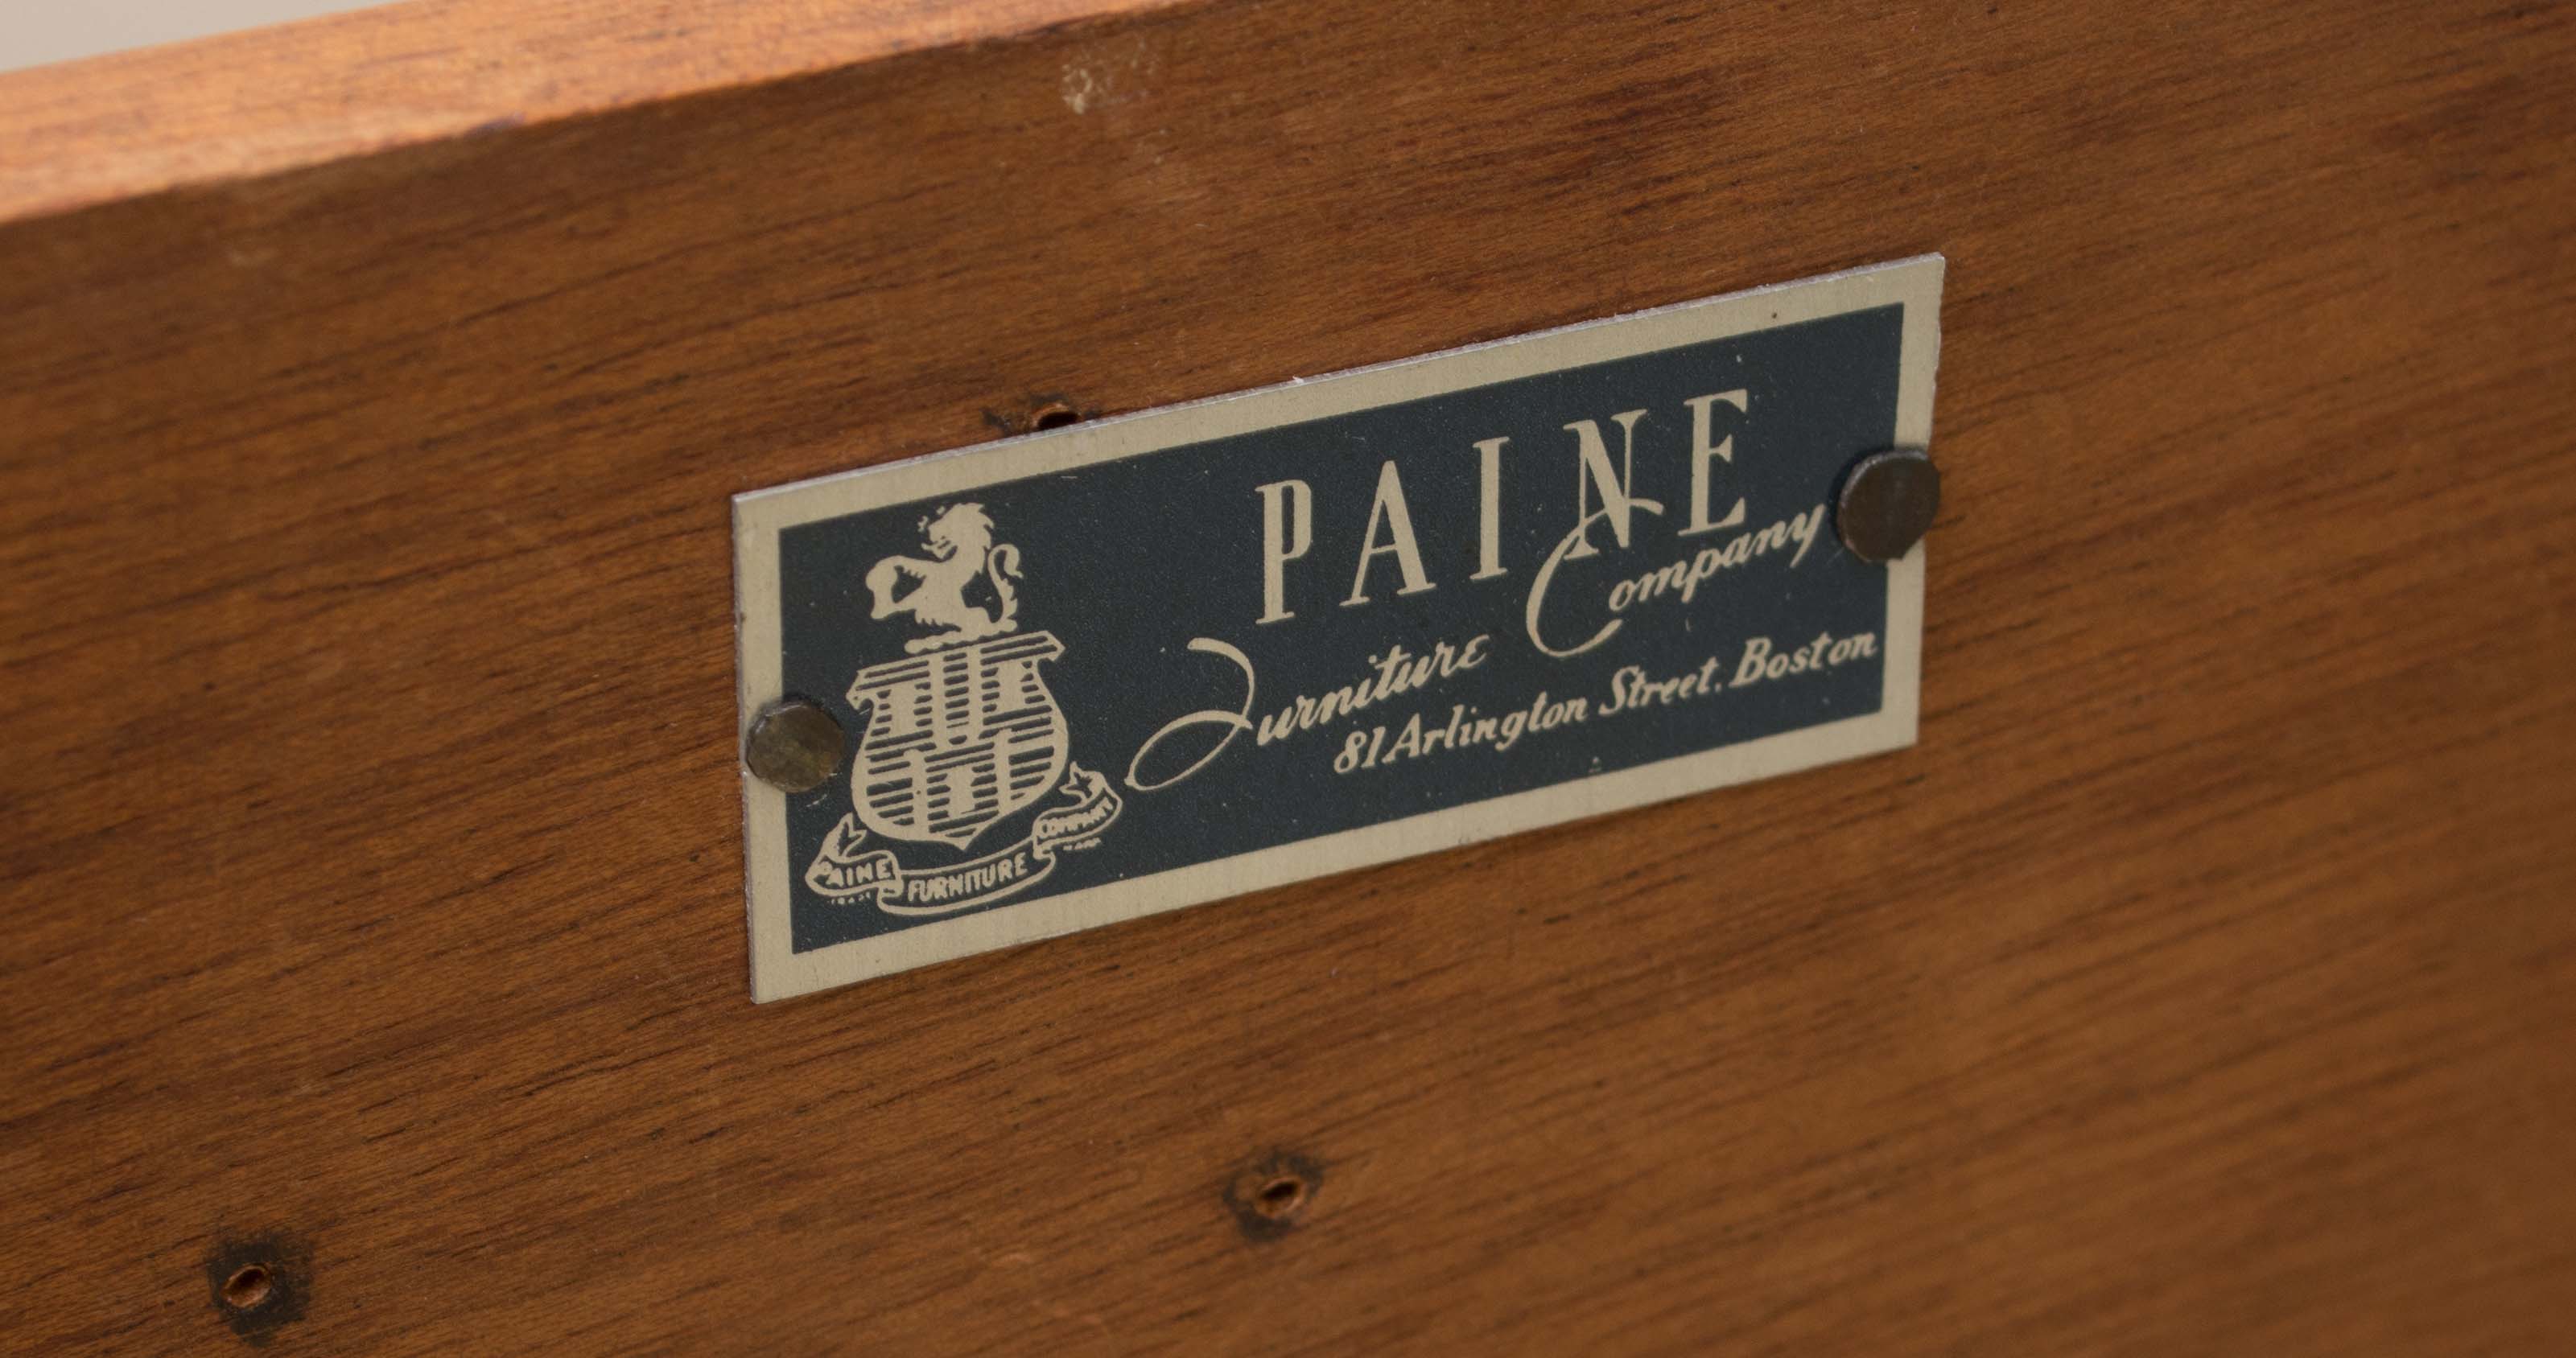 PAINE
Furniture Company
81 Arlington Street. Boston
PAINE FURNITURE COMPANY